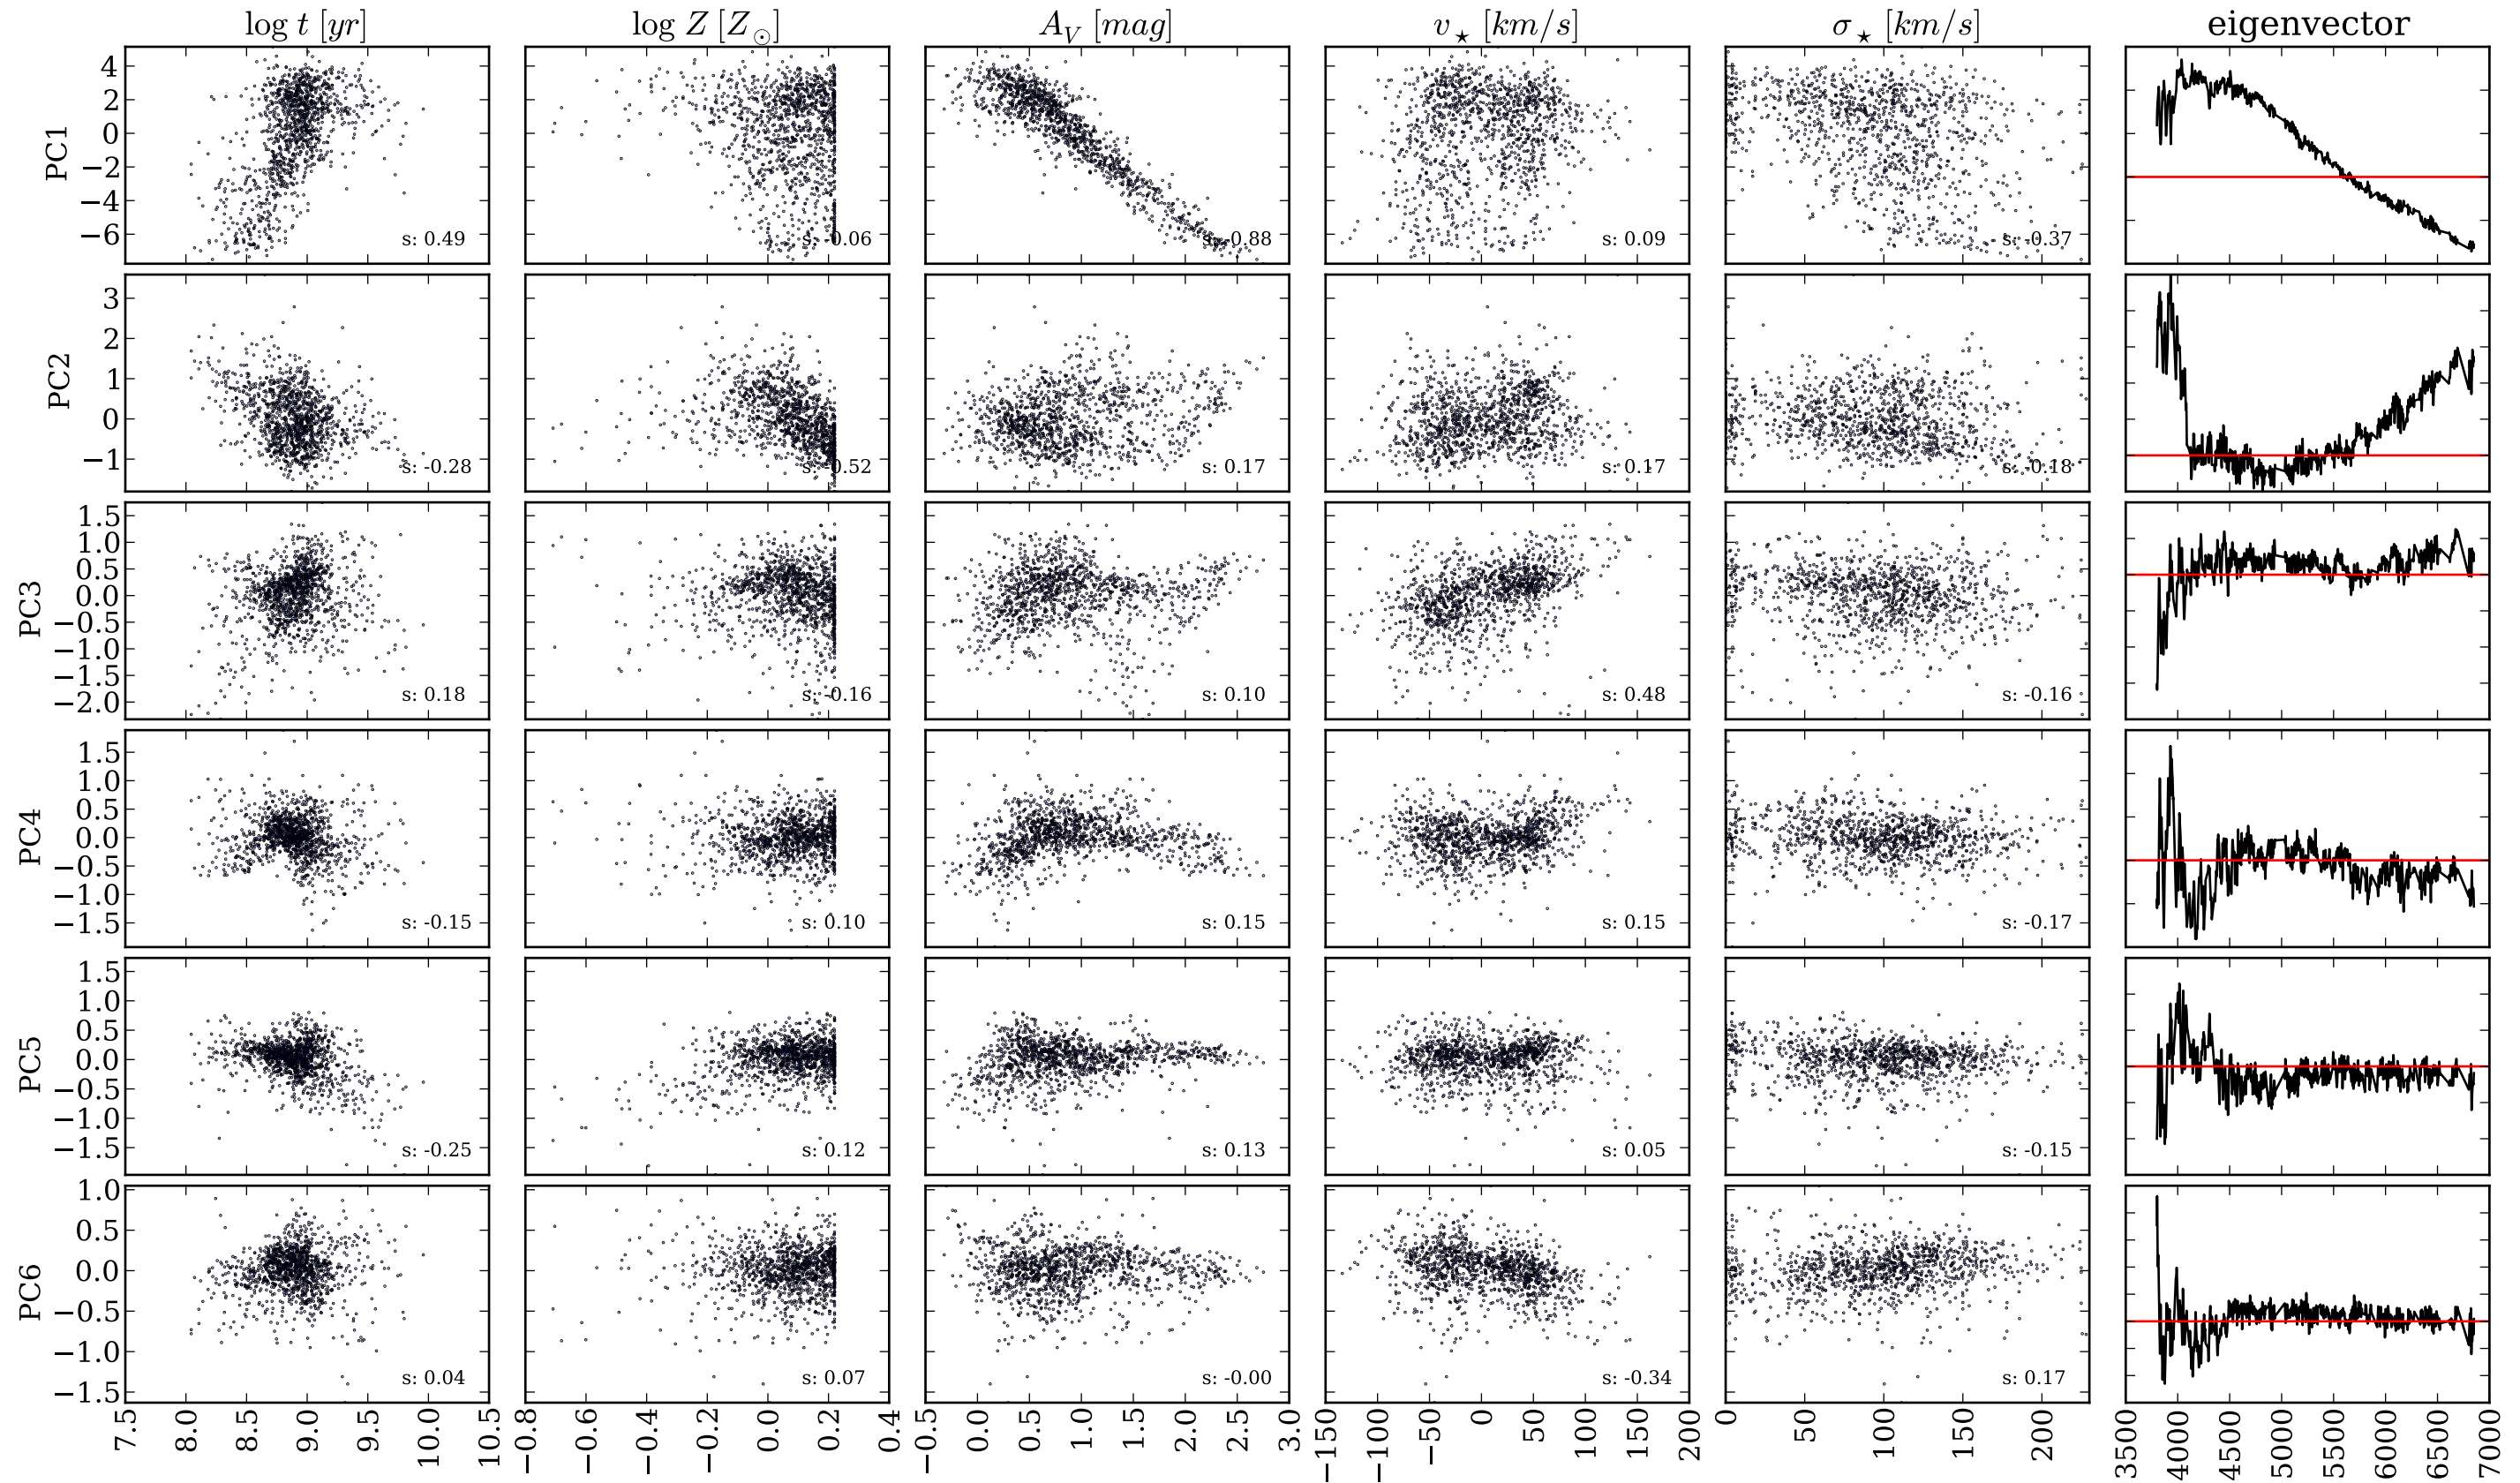 log t [yr] log Z [Z⊙] A_V [mag] v⋆ [km/s] σ⋆ [km/s] eigenvector
4
2
0
−2
−4
−6
PC1
s: 0.49 s: -0.06 s: -0.88 s: 0.09 s: -0.37
3
2
1
0
−1
PC2
s: -0.28 s: -0.52 s: 0.17 s: 0.17 s: -0.18
1.5
1.0
0.5
0.0
−0.5
−1.0
−1.5
−2.0
PC3
s: 0.18 s: -0.16 s: 0.10 s: 0.48 s: -0.16
1.5
1.0
0.5
0.0
−0.5
−1.0
−1.5
PC4
s: -0.15 s: 0.10 s: 0.15 s: 0.15 s: -0.17
1.5
1.0
0.5
0.0
−0.5
−1.0
−1.5
PC5
s: -0.25 s: 0.12 s: 0.13 s: 0.05 s: -0.15
1.0
0.5
0.0
−0.5
−1.0
−1.5
PC6
s: 0.04 s: 0.07 s: -0.00 s: -0.34 s: 0.17
7.5 8.0 8.5 9.0 9.5 10.0 10.5
−0.8 −0.6 −0.4 −0.2 0.0 0.2 0.4
−0.5 0.0 0.5 1.0 1.5 2.0 2.5 3.0
−150 −100 −50 0 50 100 150 200
0 50 100 150 200
3500 4000 4500 5000 5500 6000 6500 7000